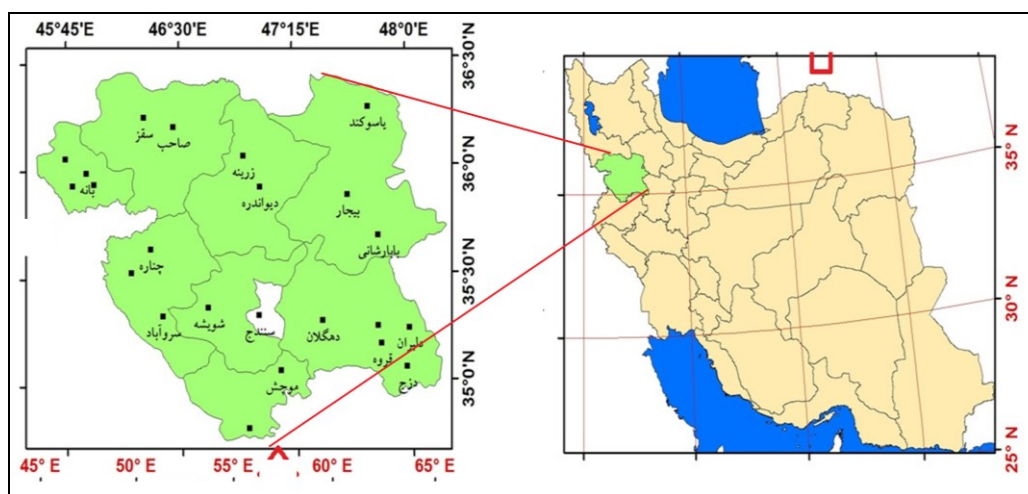 45°45'E 46°30'E 47°15'E 48°0'E
36°30'N
36°0'N
35°30'N
35°0'N
یاسوکند
سقز
صاحب
زرینه
بانه
دیواندره
بیجار
بابارشانی
چناره
سروآباد
شویشه
سنندج
دهگلان
قروه
دزج
موچش
35° N
30° N
25° N
45° E 50° E 55° E 60° E 65° E